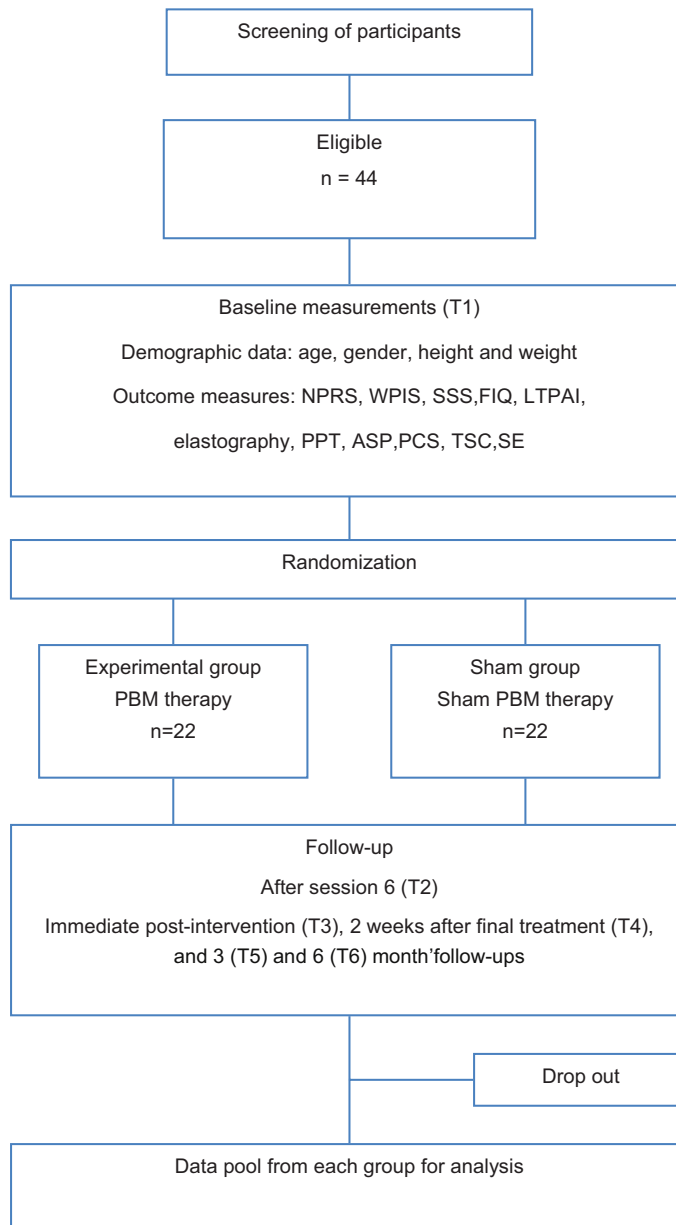 Screening of participants
Eligible
n = 44
Baseline measurements (T1)
Demographic data: age, gender, height and weight
Outcome measures: NPRS, WPIS, SSS,FIQ, LTPAI,
elastography, PPT, ASP,PCS, TSC,SE
Randomization
Experimental group
PBM therapy
n=22
Sham group
Sham PBM therapy
n=22
Follow-up
After session 6 (T2)
Immediate post-intervention (T3), 2 weeks after final treatment (T4),
and 3 (T5) and 6 (T6) month’follow-ups
Drop out
Data pool from each group for analysis